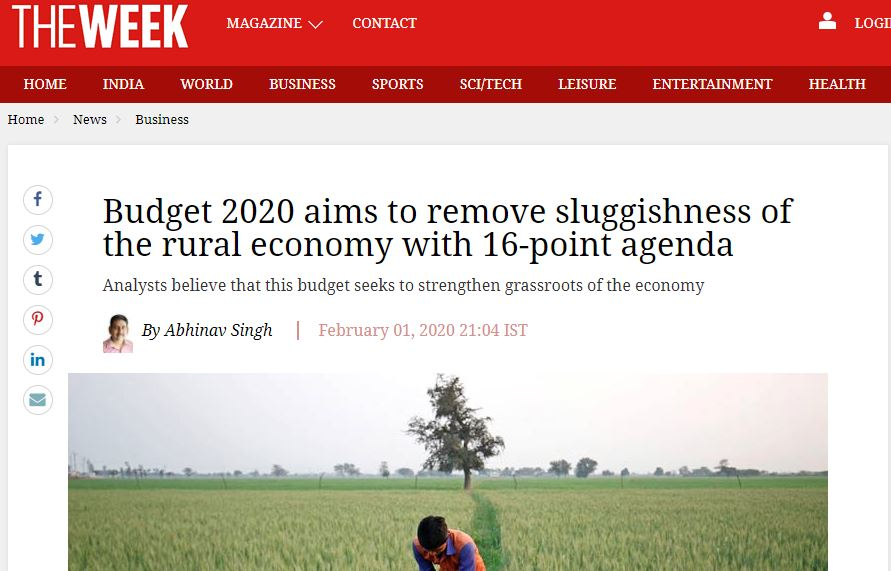 THEWEEK
MAGAZINE CONTACT
HOME INDIA WORLD BUSINESS SPORTS SCI/TECH LEISURE ENTERTAINMENT HEALTH
Home News Business
Budget 2020 aims to remove sluggishness of
the rural economy with 16-point agenda
Analysts believe that this budget seeks to strengthen grassroots of the economy
By Abhinav Singh | February 01, 2020 21:04 IST